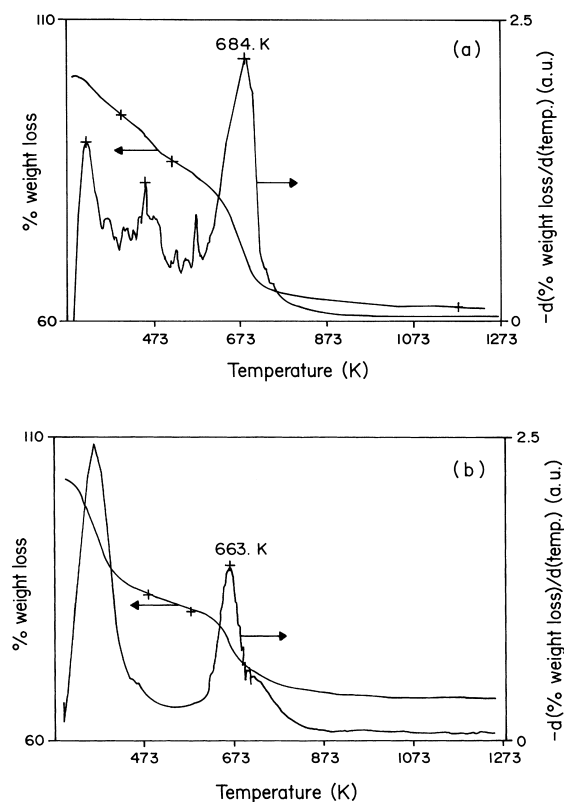 110
2.5
684. K
(a)
% weight loss
-d(% weight loss/d(temp.) (a.u.)
60
0
473
673
873
1073
1273
Temperature (K)
110
2.5
(b)
663. K
% weight loss
-d(% weight loss)/d(temp.) (a.u.)
60
0
473
673
873
1073
1273
Temperature (K)